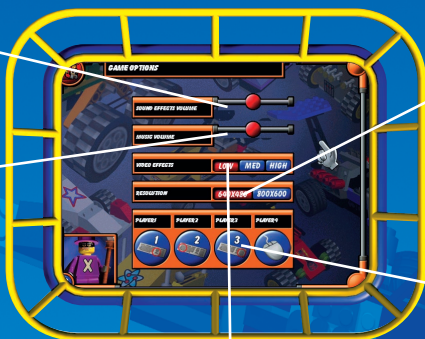 GAME OPTIONS
SOUND EFFECTS VOLUME
MUSIC VOLUME
VIDEO EFFECTS LOW MED HIGH
RESOLUTION 640X480 800X600
PLAYER1 PLAYER2 PLAYER3 PLAYER4
1 2 3